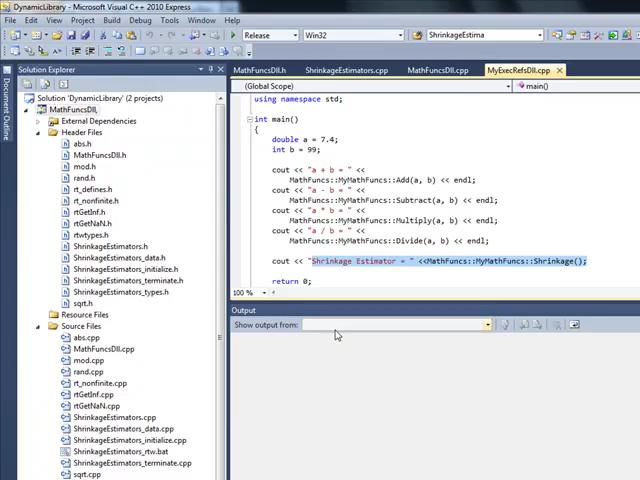 DynamicLibrary - Microsoft Visual C++ 2010 Express
File Edit View Project Build Debug Tools Window Help
Release Win32 ShrinkageEstima
Document Outline
Solution Explorer
Solution 'DynamicLibrary' (2 projects)
MathFuncsDll
External Dependencies
Header Files
abs.h
MathFuncsDll.h
mod.h
rand.h
rt_defines.h
rt_nonfinite.h
rtGetInf.h
rtGetNaN.h
rtwtypes.h
ShrinkageEstimators.h
ShrinkageEstimators_data.h
ShrinkageEstimators_initialize.h
ShrinkageEstimators_terminate.h
ShrinkageEstimators_types.h
sqrt.h
Resource Files
Source Files
abs.cpp
MathFuncsDll.cpp
mod.cpp
rand.cpp
rt_nonfinite.cpp
rtGetInf.cpp
rtGetNaN.cpp
ShrinkageEstimators.cpp
ShrinkageEstimators_data.cpp
ShrinkageEstimators_initialize.cpp
ShrinkageEstimators_rtw.bat
ShrinkageEstimators_terminate.cpp
sqrt.cpp
MathFuncsDll.h ShrinkageEstimators.cpp MathFuncsDll.cpp MyExecRefsDll.cpp
(Global Scope) main()
using namespace std;
int main()
{
double a = 7.4;
int b = 99;
cout << "a + b = " <<
MathFuncs::MyMathFuncs::Add(a, b) << endl;
cout << "a - b = " <<
MathFuncs::MyMathFuncs::Subtract(a, b) << endl;
cout << "a * b = " <<
MathFuncs::MyMathFuncs::Multiply(a, b) << endl;
cout << "a / b = " <<
MathFuncs::MyMathFuncs::Divide(a, b) << endl;
cout << "Shrinkage Estimator = " <<MathFuncs::MyMathFuncs::Shrinkage();
return 0;
100 %
Output
Show output from: